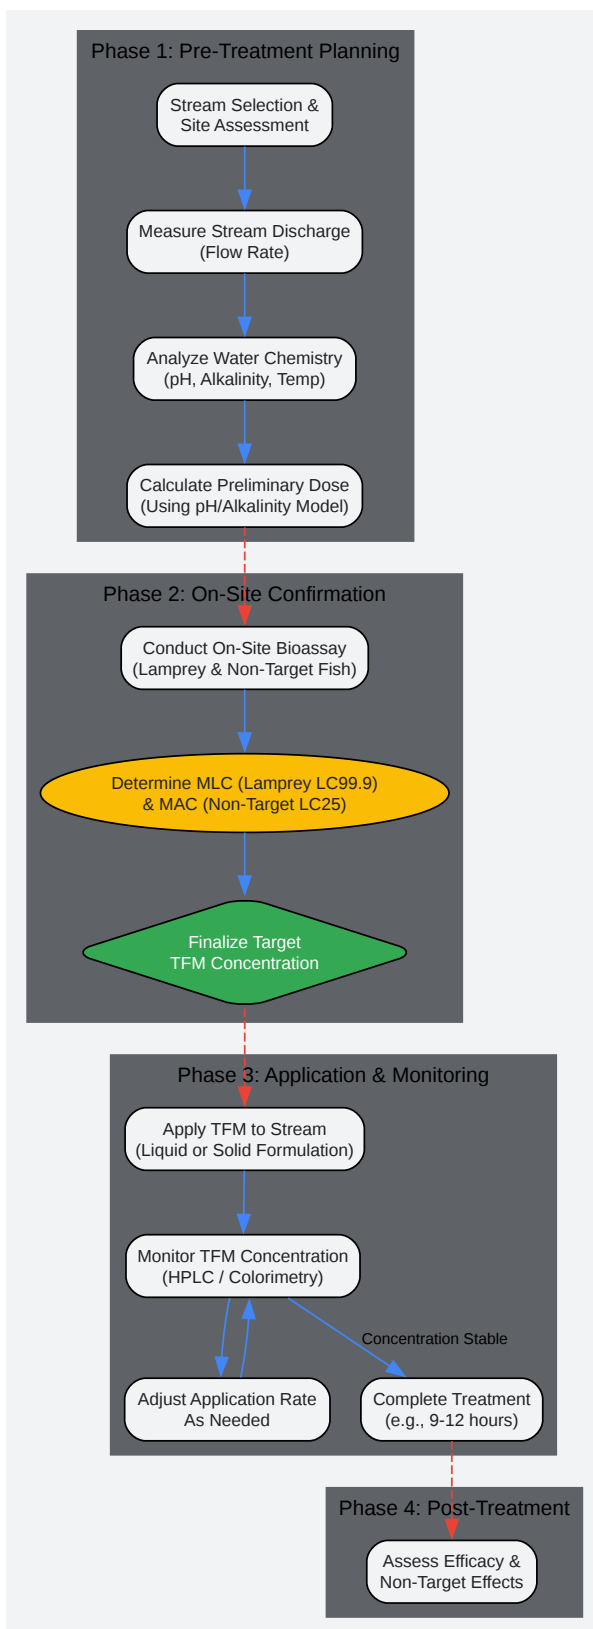 Phase 1: Pre-Treatment Planning
Stream Selection &
Site Assessment
Measure Stream Discharge
(Flow Rate)
Analyze Water Chemistry
(pH, Alkalinity, Temp)
Calculate Preliminary Dose
(Using pH/Alkalinity Model)
Phase 2: On-Site Confirmation
Conduct On-Site Bioassay
(Lamprey & Non-Target Fish)
Determine MLC (Lamprey LC99.9)
& MAC (Non-Target LC25)
Finalize Target
TFM Concentration
Phase 3: Application & Monitoring
Apply TFM to Stream
(Liquid or Solid Formulation)
Monitor TFM Concentration
(HPLC / Colorimetry)
Concentration Stable
Adjust Application Rate
As Needed
Complete Treatment
(e.g., 9-12 hours)
Phase 4: Post-Treatment
Assess Efficacy &
Non-Target Effects